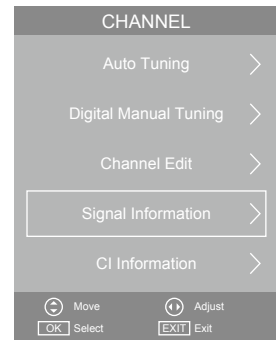 CHANNEL
Auto Tuning
Digital Manual Tuning
Channel Edit
Signal Information
CI Information
Move Adjust
OK Select EXIT Exit